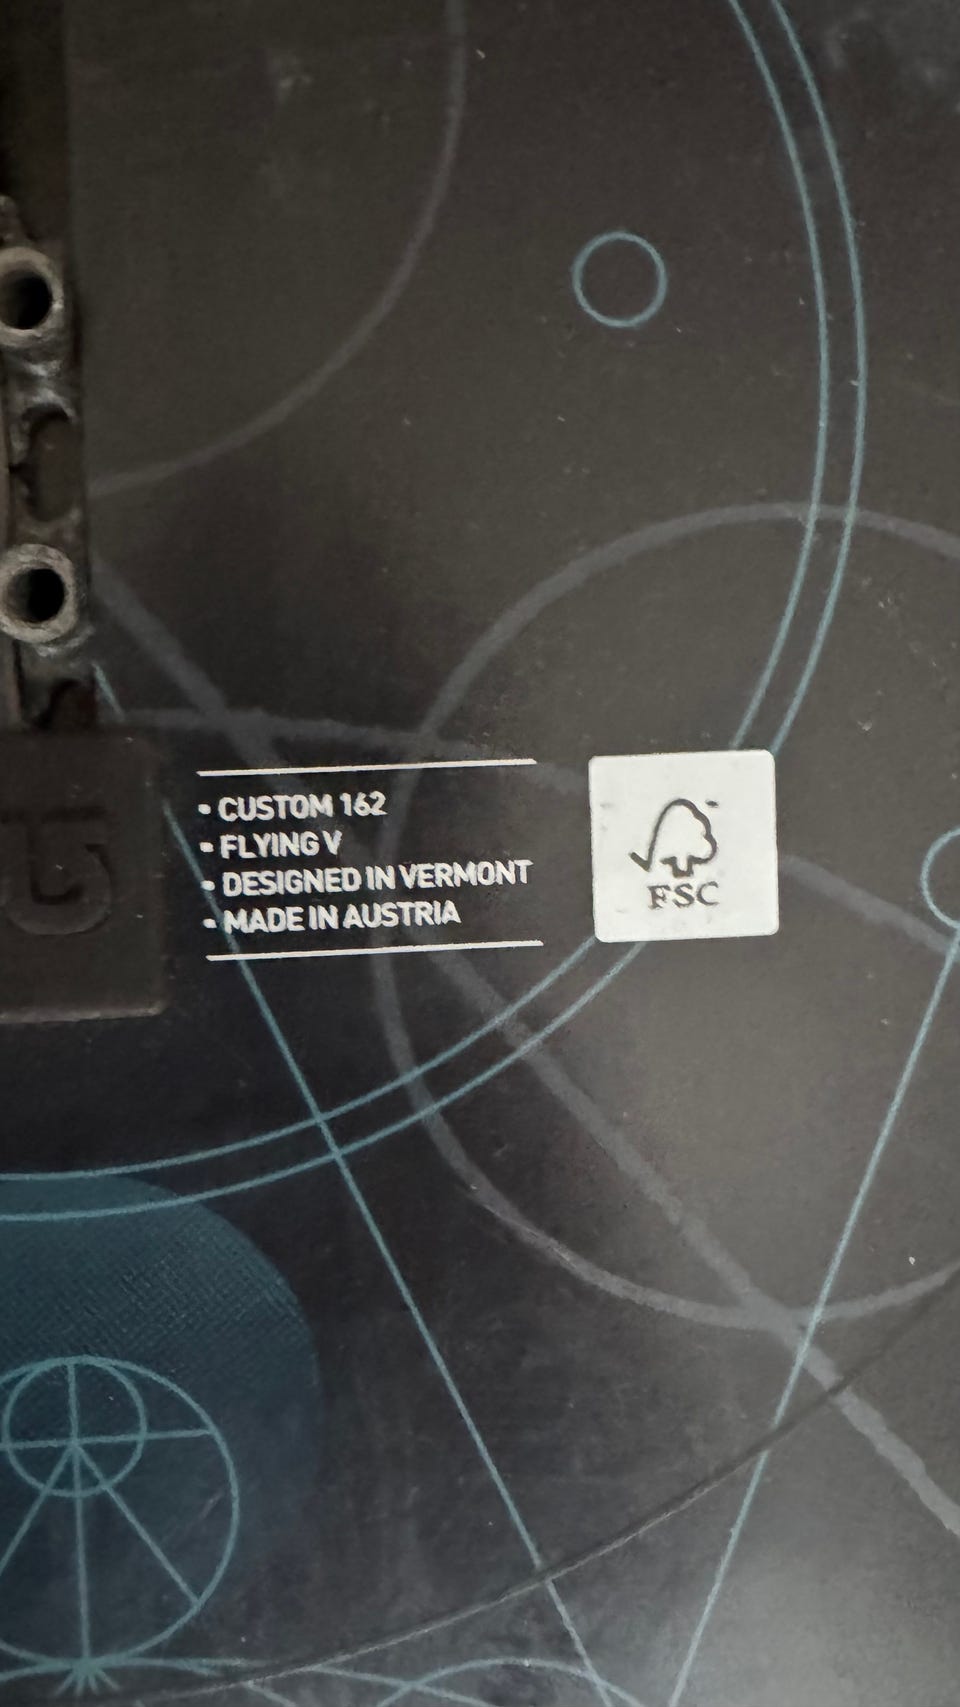 • CUSTOM 162
• FLYING V
• DESIGNED IN VERMONT
• MADE IN AUSTRIA
FSC